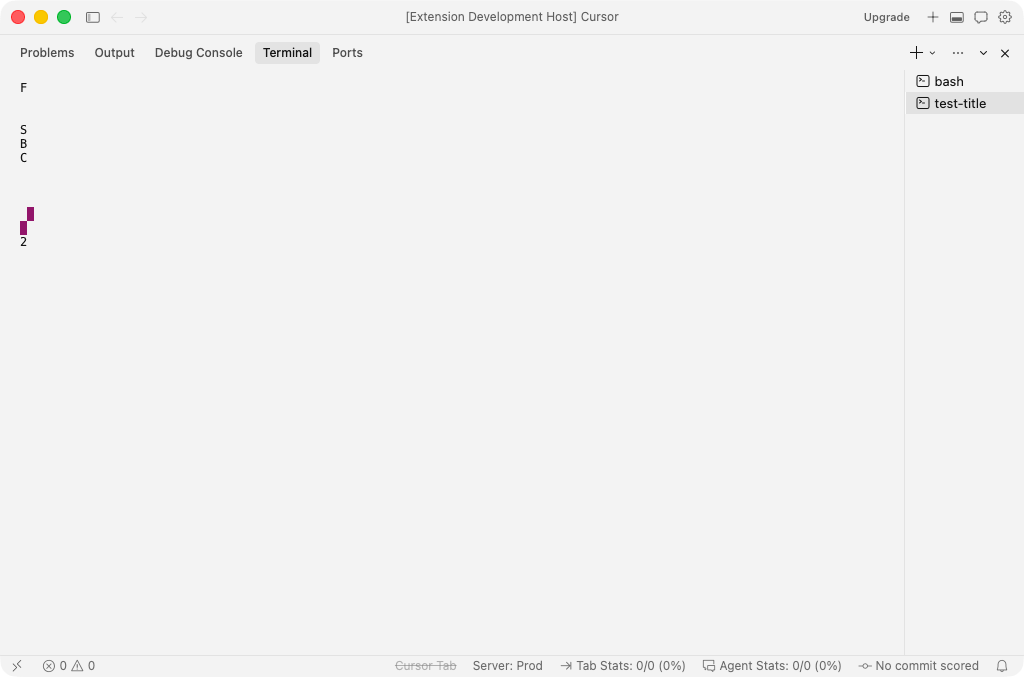 [Extension Development Host] Cursor
Upgrade
Problems Output Debug Console Terminal Ports
F
S
B
C
2
bash
test-title
0 0 Cursor Tab Server: Prod Tab Stats: 0/0 (0%) Agent Stats: 0/0 (0%) No commit scored